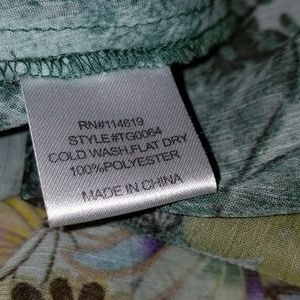 RN#114619
STYLE#TG0064
COLD WASH,FLAT DRY
100%POLYESTER
MADE IN CHINA